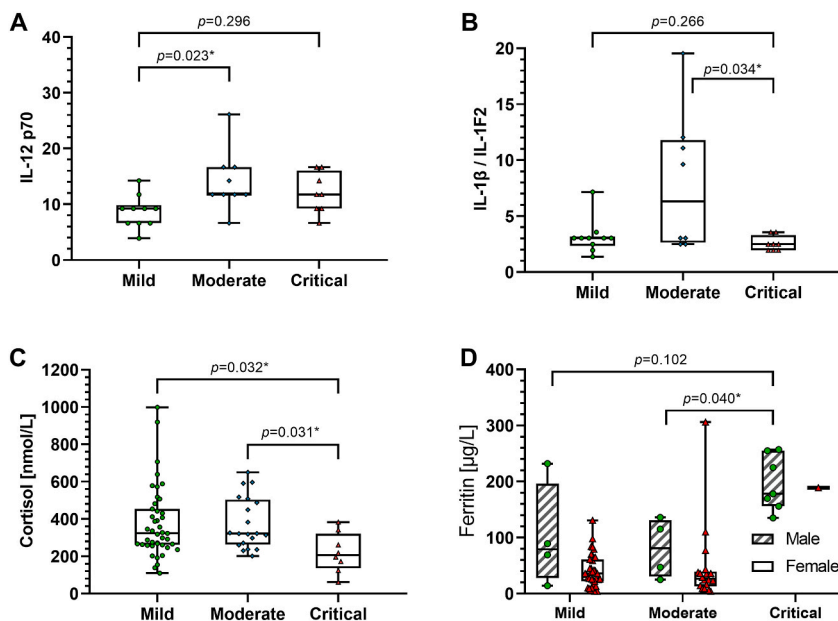 A
p=0.296
p=0.023*
40
30
20
10
0
IL-12 p70
Mild Moderate Critical
B
p=0.266
p=0.034*
20
15
10
5
0
IL-1β / IL-1F2
Mild Moderate Critical
C
p=0.032*
p=0.031*
1200
1000
800
600
400
200
0
Cortisol [nmol/L]
Mild Moderate Critical
D
p=0.102
p=0.040*
400
300
200
100
0
Ferritin [µg/L]
Male
Female
Mild Moderate Critical